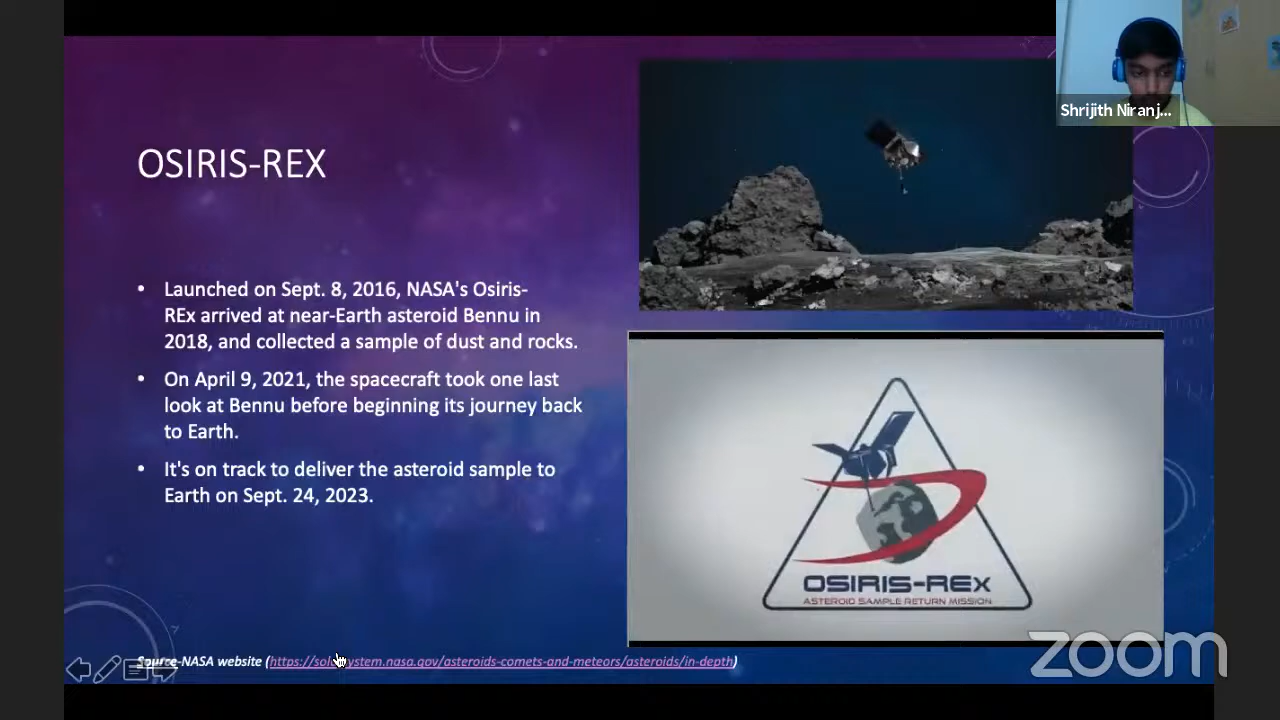 Shrijith Niranj...
OSIRIS-REX
• Launched on Sept. 8, 2016, NASA's Osiris-
REx arrived at near-Earth asteroid Bennu in
2018, and collected a sample of dust and rocks.
• On April 9, 2021, the spacecraft took one last
look at Bennu before beginning its journey back
to Earth.
• It's on track to deliver the asteroid sample to
Earth on Sept. 24, 2023.
OSIRIS-REx
ASTEROID SAMPLE RETURN MISSION
Source-NASA website (https://solarsystem.nasa.gov/asteroids-comets-and-meteors/asteroids/in-depth)
zoom